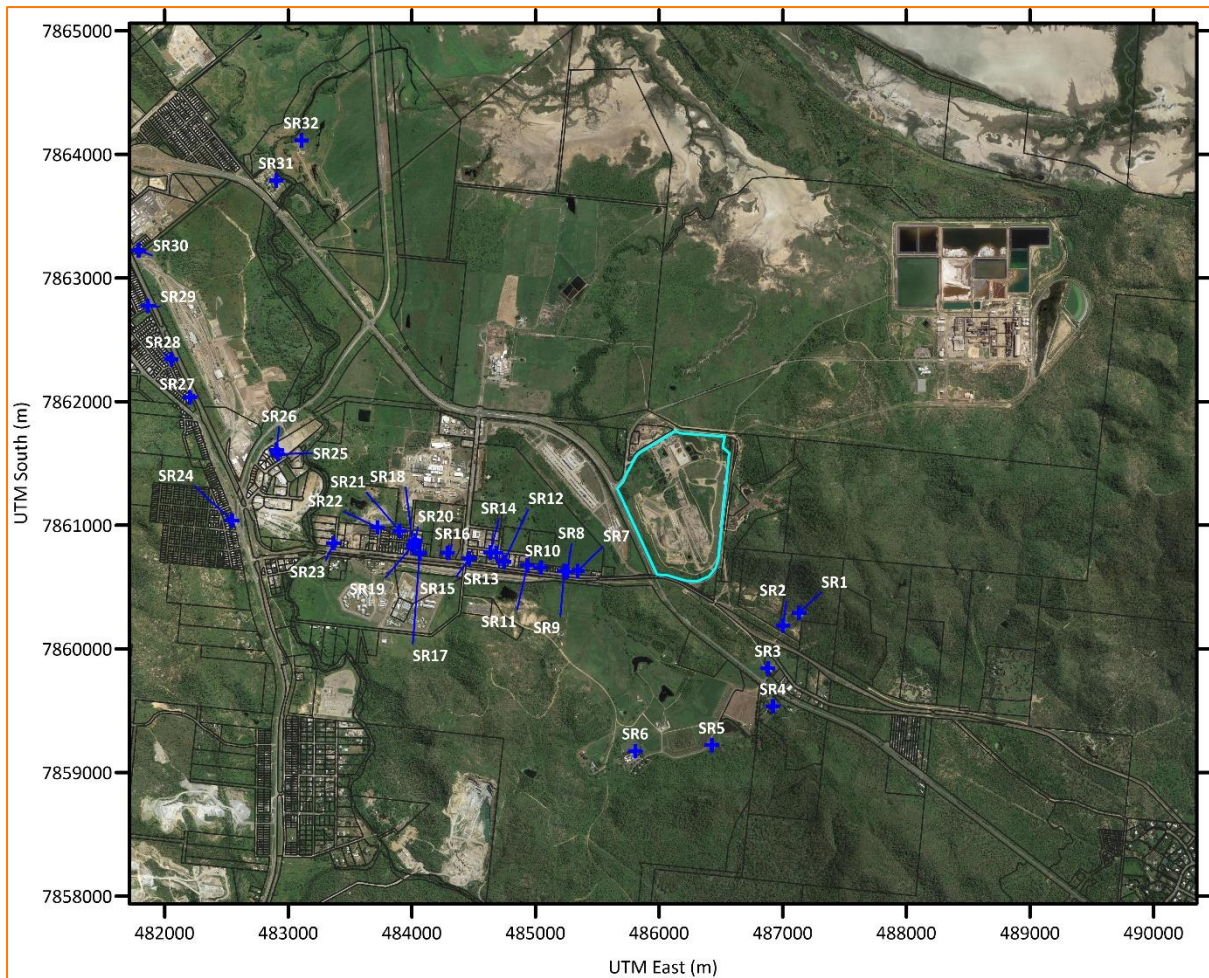 7865000
7864000
7863000
7862000
7861000
7860000
7859000
7858000
UTM South (m)
SR32
SR31
SR30
SR29
SR28
SR27
SR26
SR25
SR24
SR18
SR21
SR22
SR20
SR16
SR14
SR12
SR8
SR7
SR10
SR23
SR19
SR15
SR13
SR11
SR9
SR17
SR2
SR1
SR3
SR4
SR6
SR5
482000 483000 484000 485000 486000 487000 488000 489000 490000
UTM East (m)